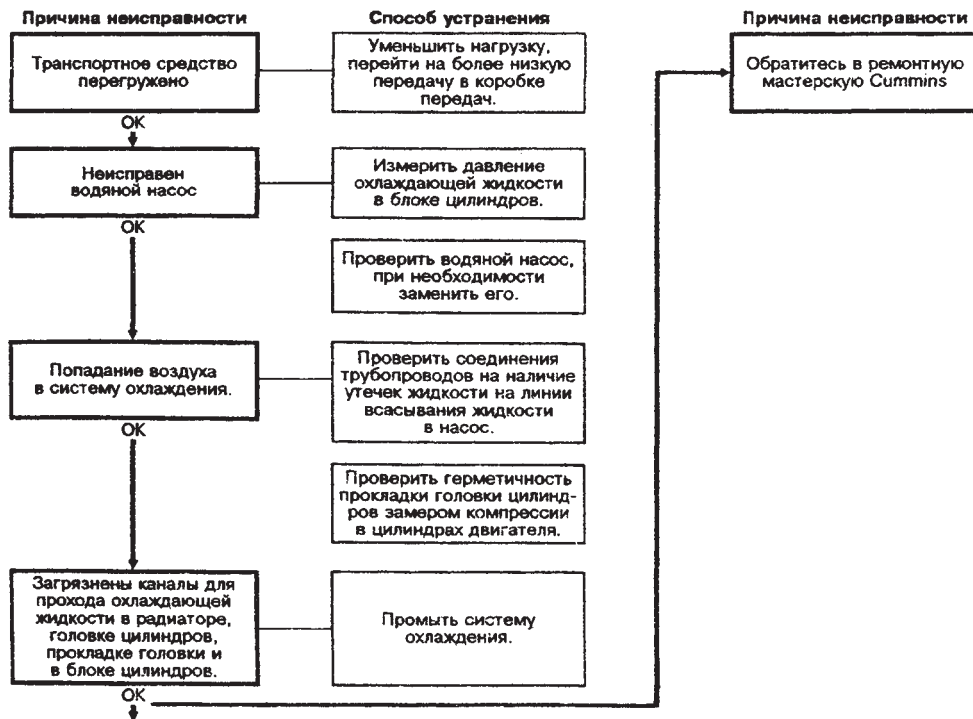 Причина неисправности
Способ устранения
Транспортное средство
перегружено
Уменьшить нагрузку,
перейти на более низкую
передачу в коробке
передач.
OK
Неисправен
водяной насос
Измерить давление
охлаждающей жидкости
в блоке цилиндров.
OK
Проверить водяной насос,
при необходимости
заменить его.
Попадание воздуха
в систему охлаждения.
Проверить соединения
трубопроводов на наличие
утечек жидкости на линии
всасывания жидкости
в насос.
OK
Проверить герметичность
прокладки головки цилинд-
ров замером компрессии
в цилиндрах двигателя.
Загрязнены каналы для
прохода охлаждающей
жидкости в радиаторе,
головке цилиндров,
прокладке головки и
в блоке цилиндров.
Промыть систему
охлаждения.
OK
Причина неисправности
Обратитесь в ремонтную
мастерскую Cummins